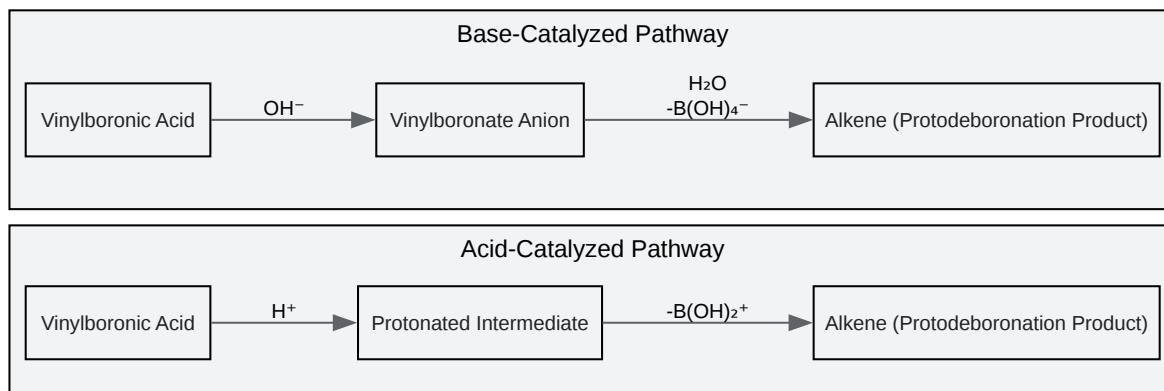 Base-Catalyzed Pathway
Vinylboronic Acid
OH⁻
Vinylboronate Anion
H₂O
-B(OH)₄⁻
Alkene (Protodeboronation Product)
Acid-Catalyzed Pathway
Vinylboronic Acid
H⁺
Protonated Intermediate
-B(OH)₂⁺
Alkene (Protodeboronation Product)